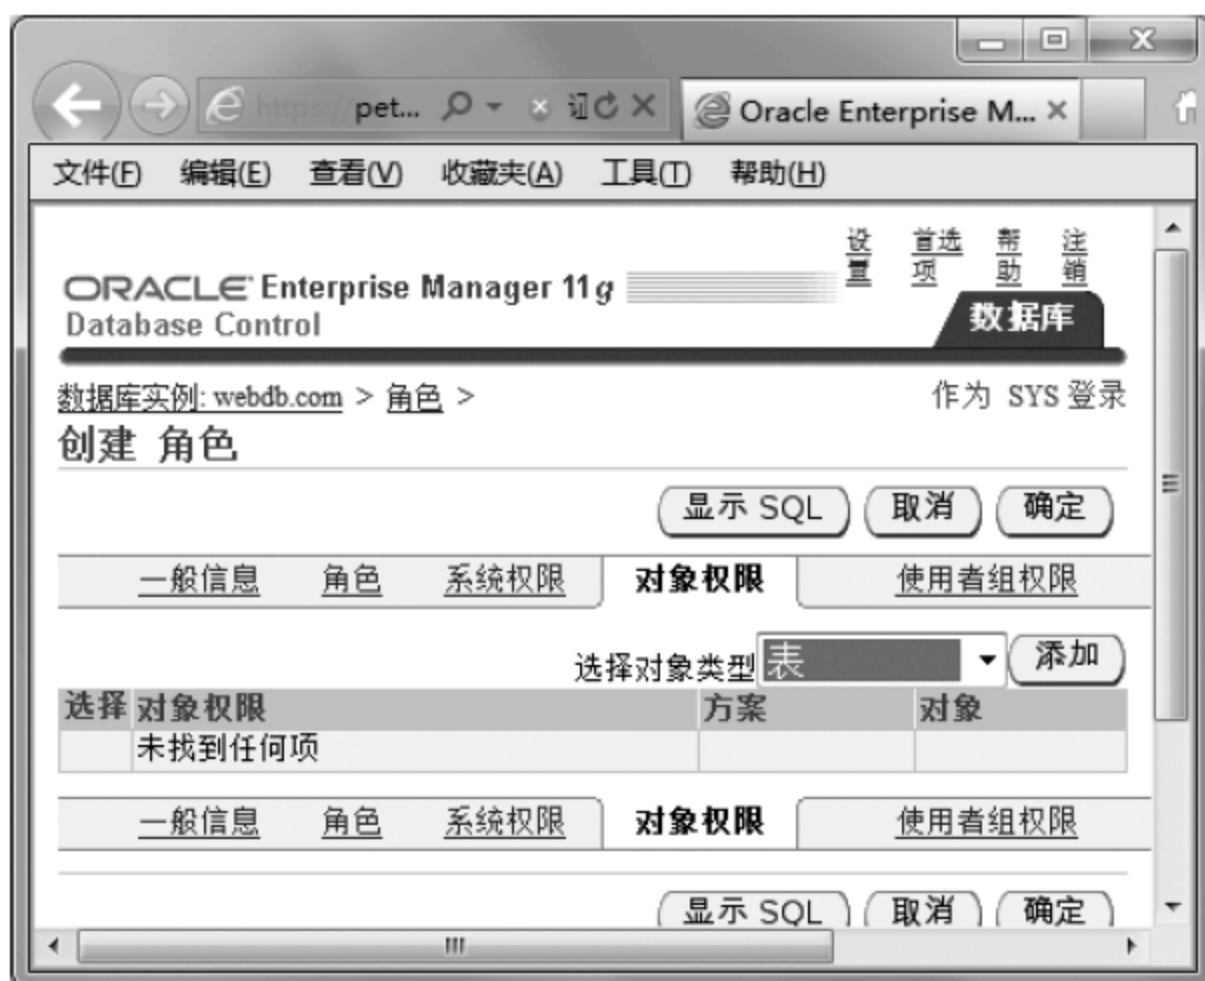 https://pet...
Oracle Enterprise M...
文件(F) 编辑(E) 查看(V) 收藏夹(A) 工具(T) 帮助(H)
设置 首选项 帮助 注销
ORACLE Enterprise Manager 11g
Database Control
数据库
数据库实例: webdb.com > 角色 >
作为 SYS 登录
创建 角色
显示 SQL 取消 确定
一般信息 角色 系统权限 对象权限 使用者组权限
选择对象类型 表 添加
选择 对象权限 方案 对象
未找到任何项
一般信息 角色 系统权限 对象权限 使用者组权限
显示 SQL 取消 确定